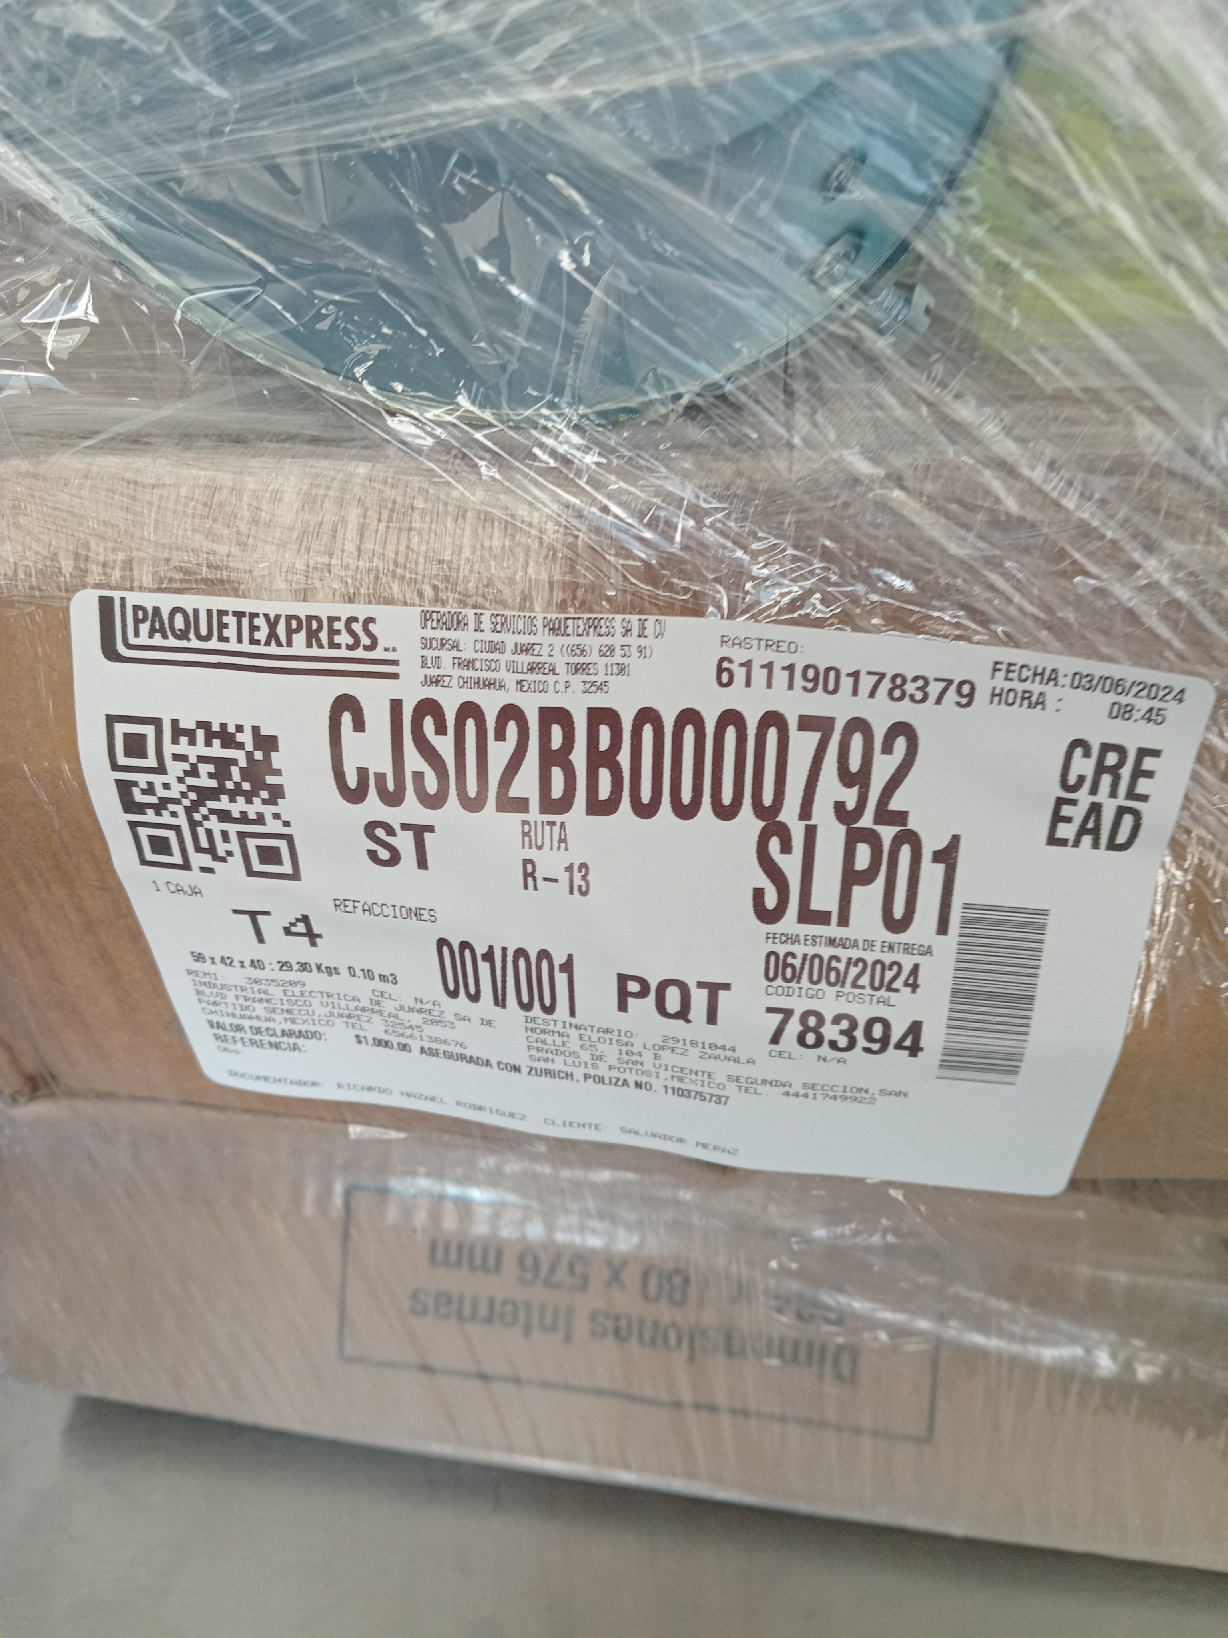 PAQUETEXPRESS
OPERADORA DE SERVICIOS PAQUETEXPRESS SA DE CV
SUCURSAL: CIUDAD JUAREZ 2 ((656) 620 53 91)
BLVD. FRANCISCO VILLARREAL TORRES 11301
JUAREZ CHIHUAHUA, MEXICO C.P. 32545
RASTREO:
611190178379
FECHA:03/06/2024
HORA : 08:45
CJS02BB0000792
CRE
EAD
ST
RUTA
R-13
SLP01
1 CAJA
REFACCIONES
T4
001/001
PQT
FECHA ESTIMADA DE ENTREGA
06/06/2024
CODIGO POSTAL
78394
CEL: N/A
59 x 42 x 40 : 29.30 Kgs 0.10 m3
REMI: 3035209 CEL: N/A
INDUSTRIAL ELECTRICA DE JUAREZ SA DE
BLVD FRANCISCO VILLARREAL, 2053
PARTIDO SENECU,JUAREZ 32545
CHIHUAHUA,MEXICO TEL 6566138676
DESTINATARIO: 29181044
NORMA ELOISA LOPEZ ZAVALA
CALLE 65, 104 B
PRADOS DE SAN VICENTE SEGUNDA SECCION,SAN
SAN LUIS POTOSI,MEXICO TEL. 4441749922
VALOR DECLARADO: $1,000.00 ASEGURADA CON ZURICH, POLIZA NO. 110375737
REFERENCIA:
Obs:
DOCUMENTADOR: RICARDO HAZAEL RODRIGUEZ CLIENTE: SALVADOR MERAZ
Dimensiones Internas
80 x 576 mm